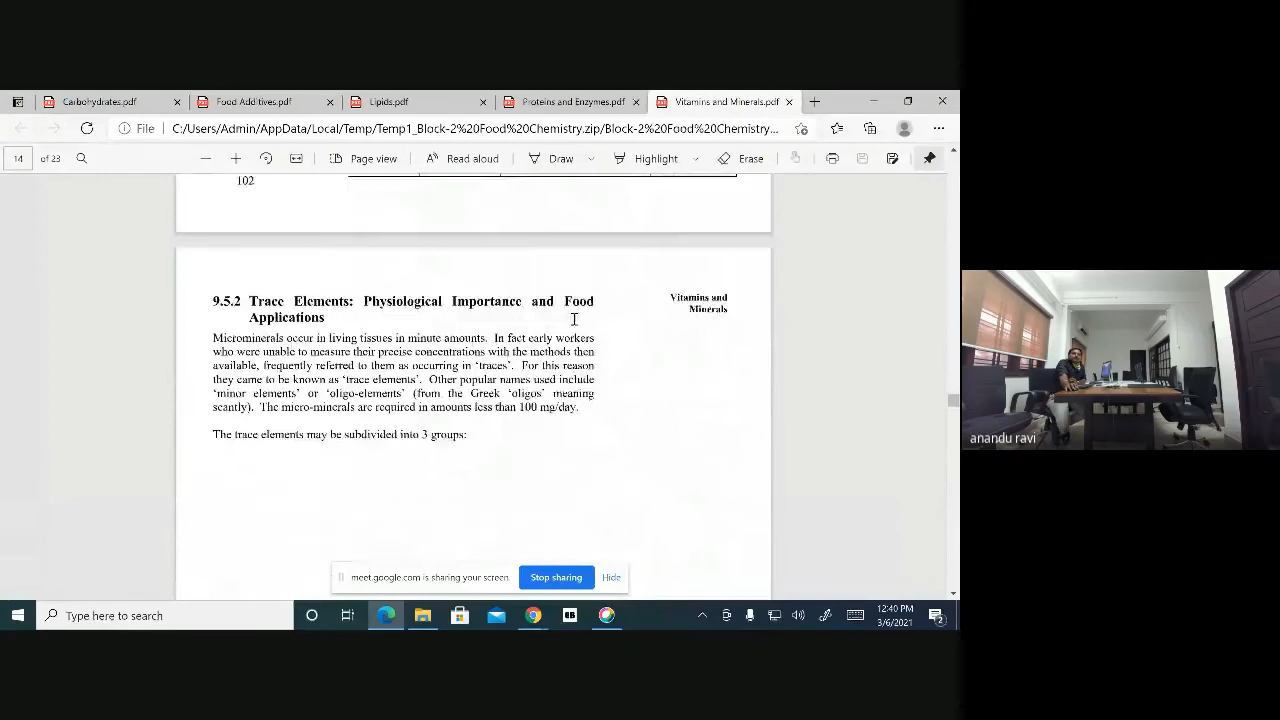 Carbohydrates.pdf
Food Additives.pdf
Lipids.pdf
Proteins and Enzymes.pdf
Vitamins and Minerals.pdf
File
C:/Users/Admin/AppData/Local/Temp/Temp1_Block-2%20Food%20Chemistry.zip/Block-2%20Food%20Chemistry...
14 of 23
Page view
Read aloud
Draw
Highlight
Erase
102
9.5.2 Trace Elements: Physiological Importance and Food
Applications
Vitamins and
Minerals
Microminerals occur in living tissues in minute amounts. In fact early workers
who were unable to measure their precise concentrations with the methods then
available, frequently referred to them as occurring in ‘traces’. For this reason
they came to be known as ‘trace elements’. Other popular names used include
‘minor elements’ or ‘oligo-elements’ (from the Greek ‘oligos’ meaning
scantly). The micro-minerals are required in amounts less than 100 mg/day.
The trace elements may be subdivided into 3 groups:
anandu ravi
meet.google.com is sharing your screen.
Stop sharing
Hide
Type here to search
12:40 PM
3/6/2021
2